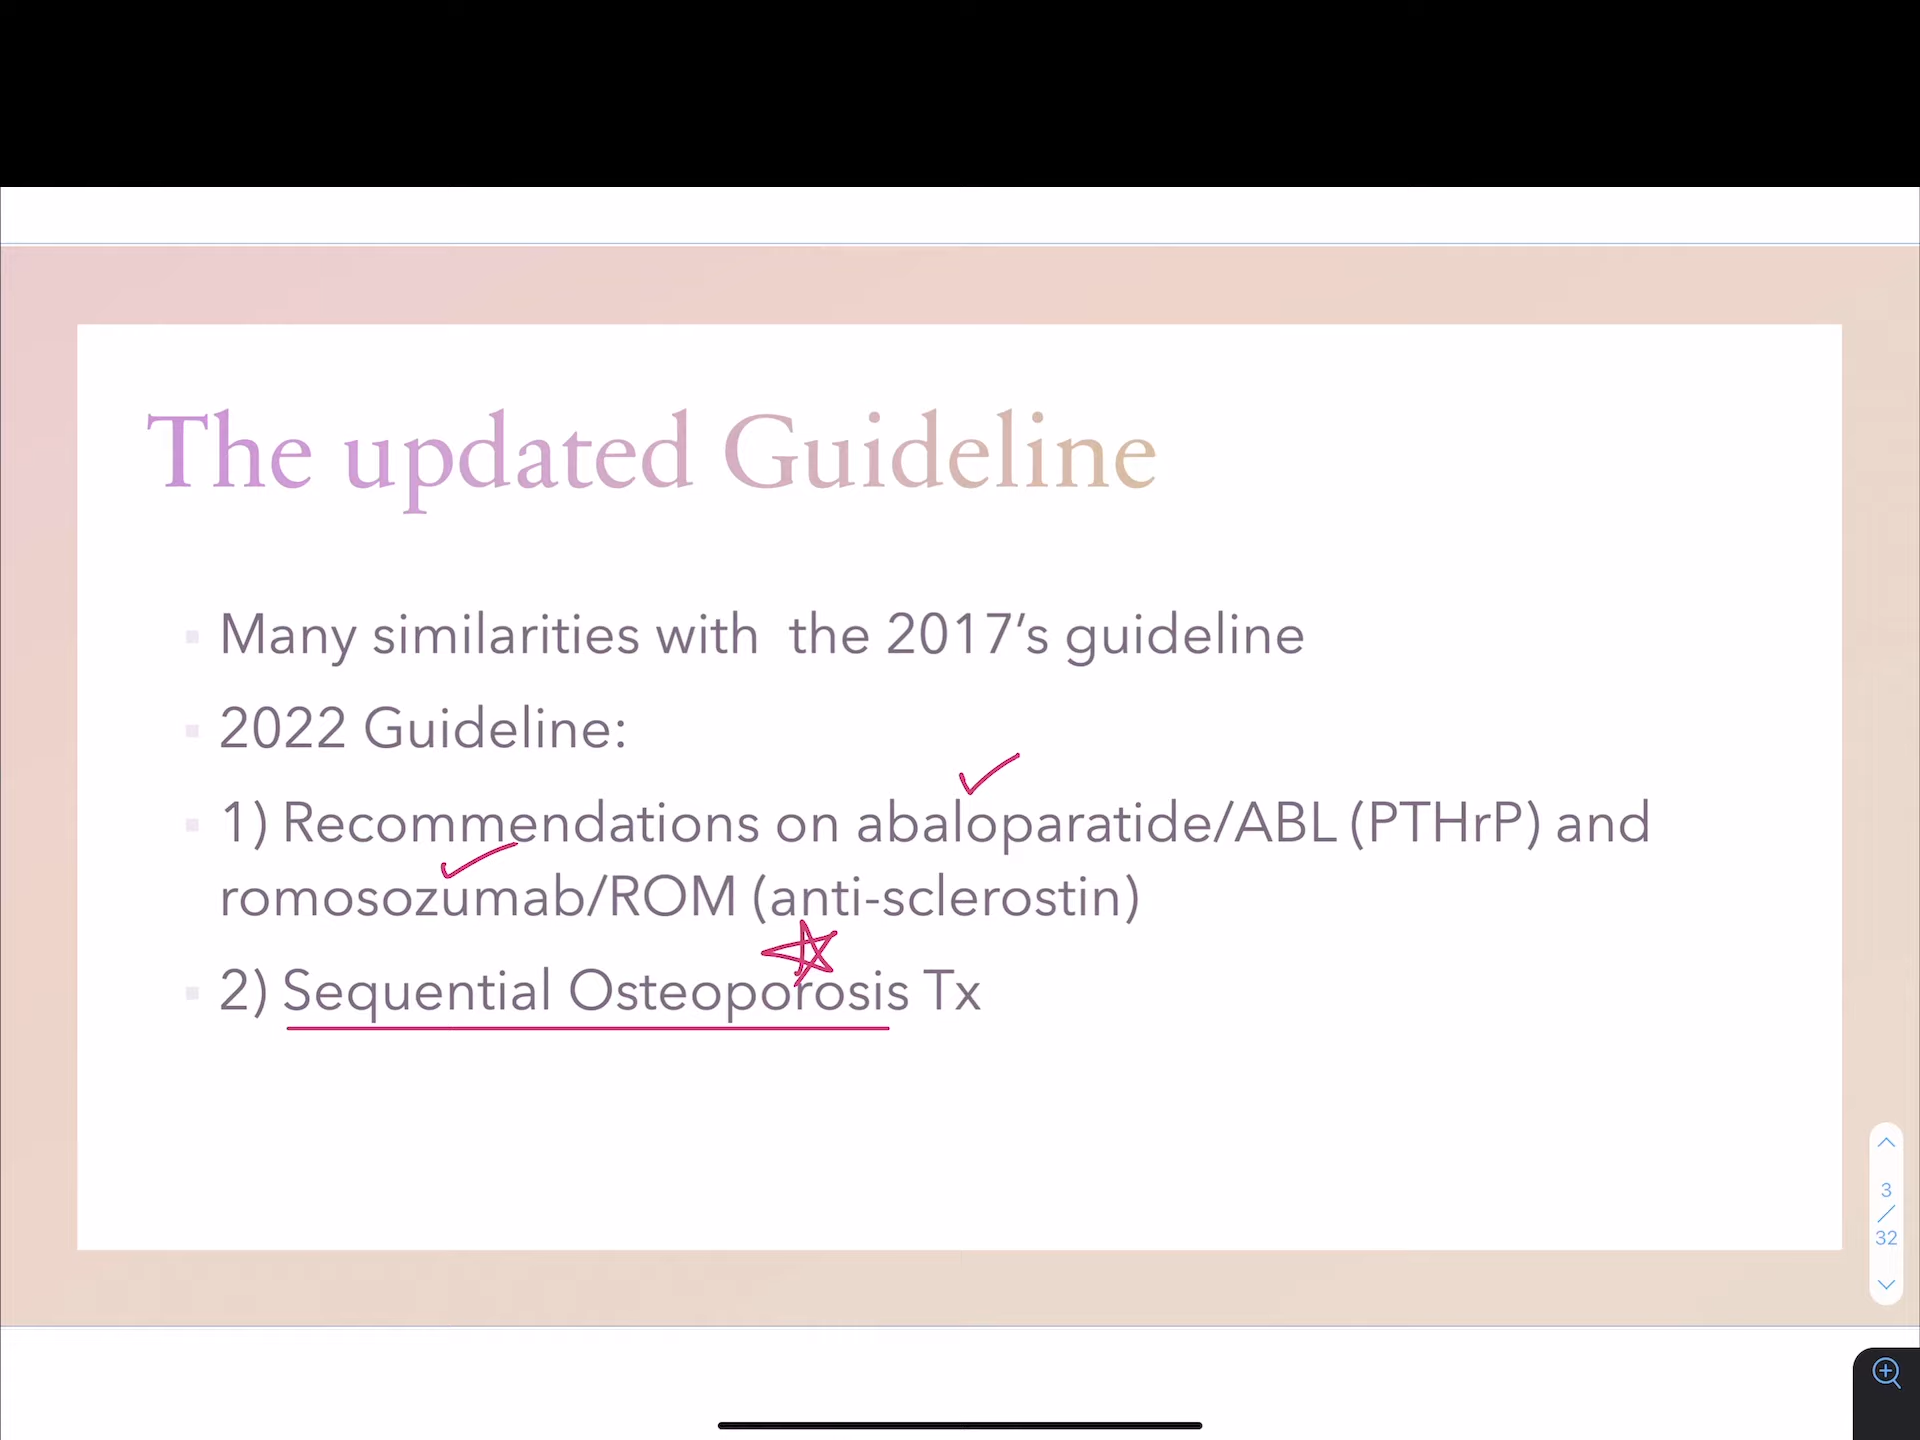 The updated Guideline
Many similarities with  the 2017’s guideline
2022 Guideline:
1) Recommendations on abaloparatide/ABL (PTHrP) and
romosozumab/ROM (anti-sclerostin)
2) Sequential Osteoporosis Tx
3
/
32